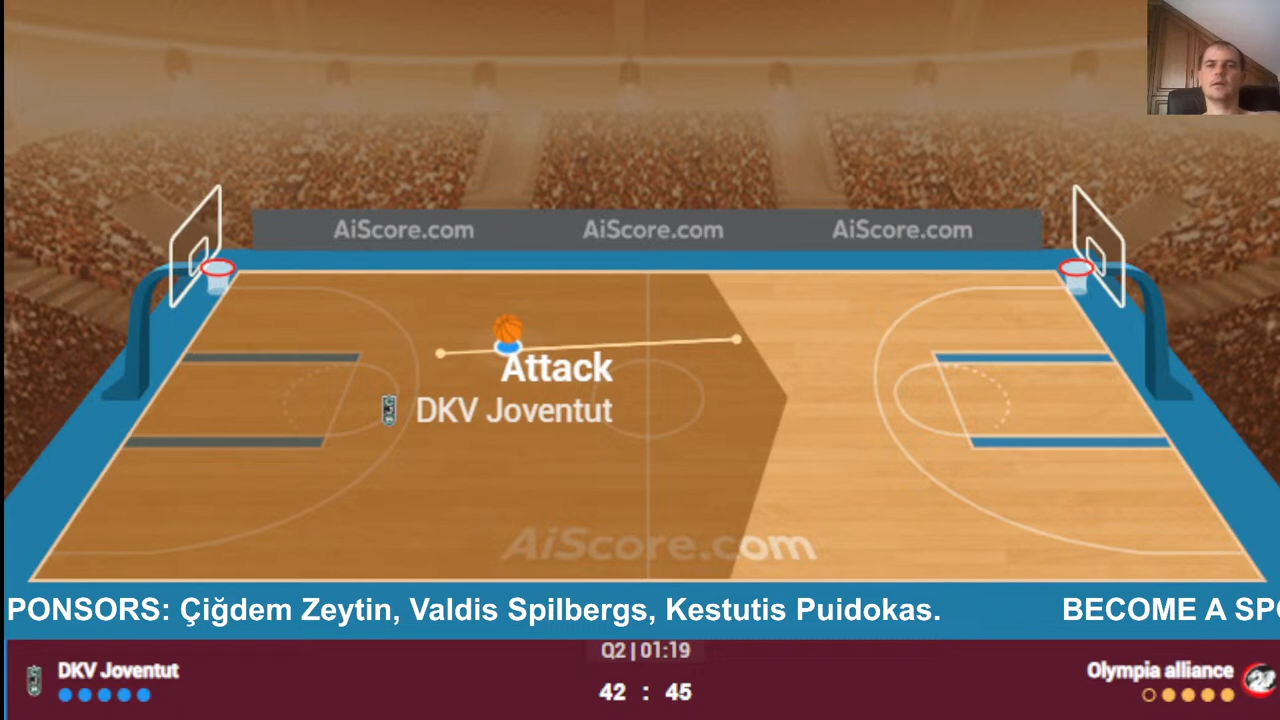 AiScore.com AiScore.com AiScore.com
Attack
DKV Joventut
AiScore.com
PONSORS: Çiğdem Zeytin, Valdis Spilbergs, Kestutis Puidokas. BECOME A SPO
Q2 | 01:19
DKV Joventut
Olympia alliance
42 : 45